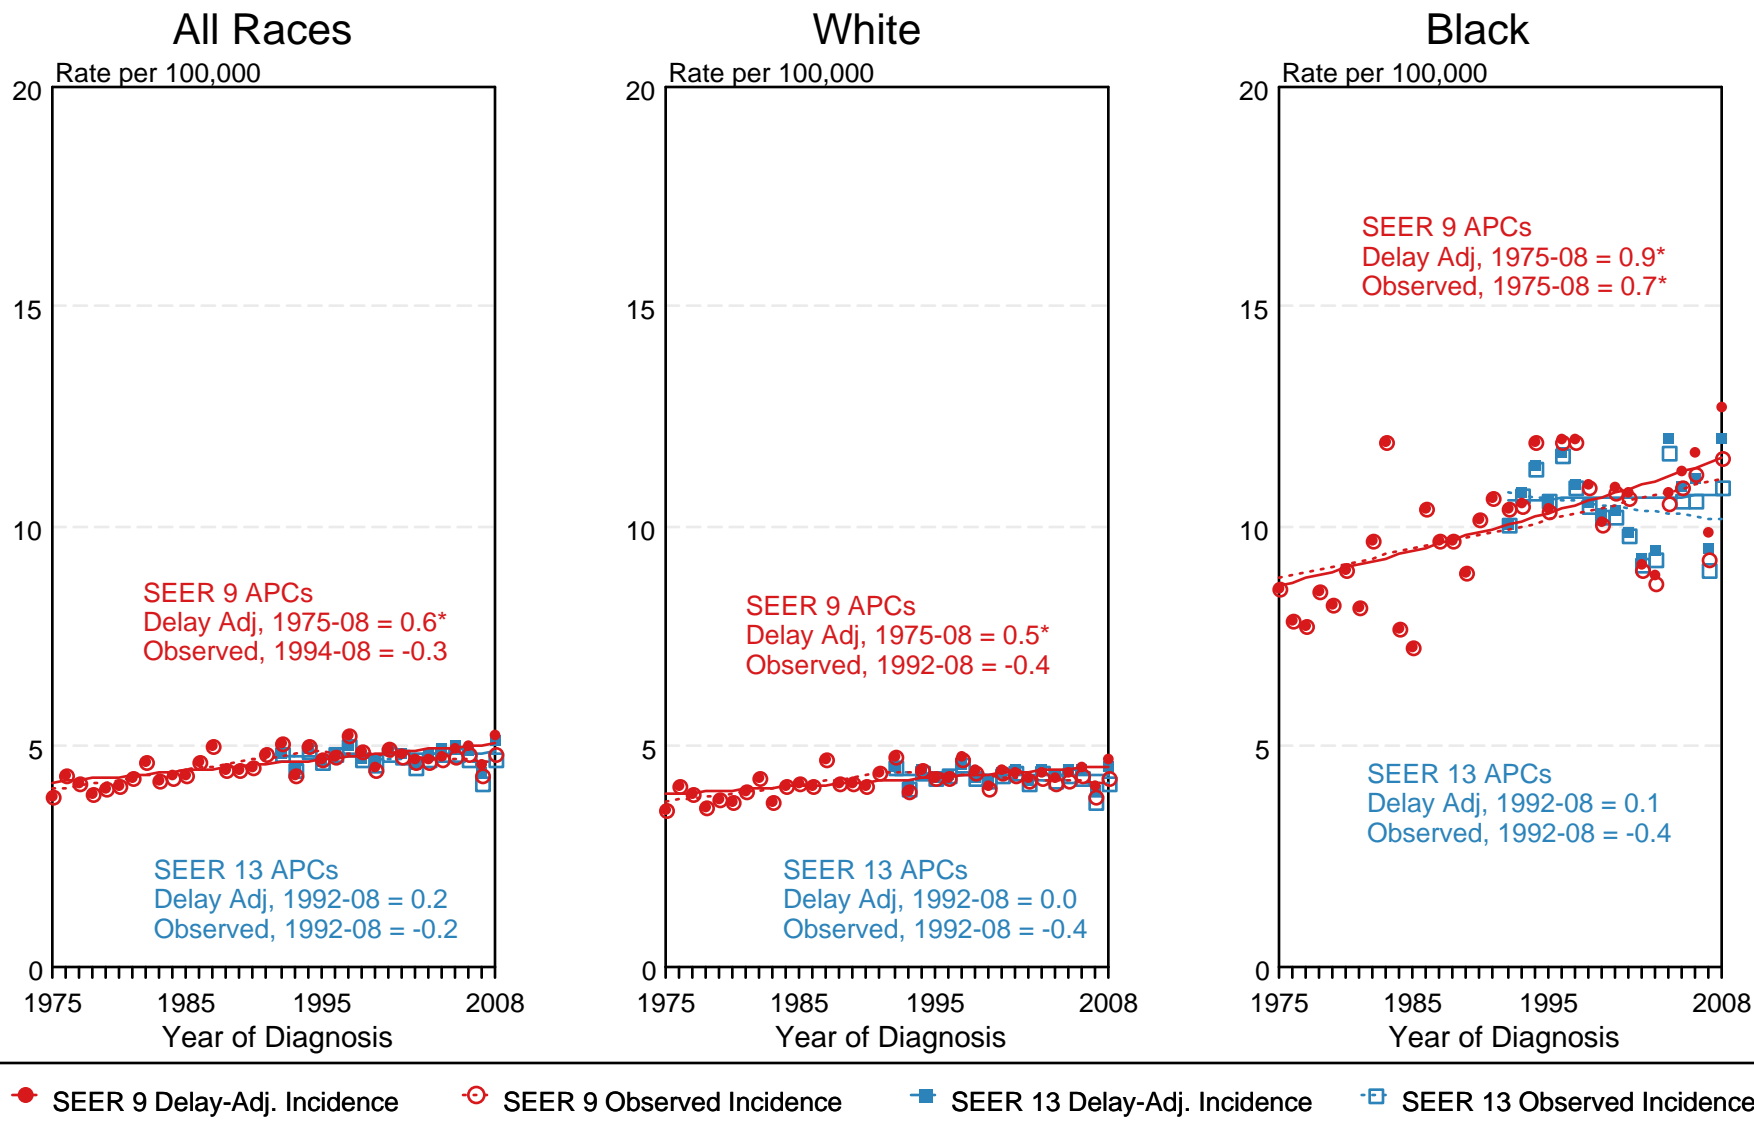 All Races
Rate per 100,000
20
15
10
5
0
SEER 9 APCs
Delay Adj, 1975-08 = 0.6*
Observed, 1994-08 = -0.3
SEER 13 APCs
Delay Adj, 1992-08 = 0.2
Observed, 1992-08 = -0.2
1975 1985 1995 2008
Year of Diagnosis
White
Rate per 100,000
20
15
10
5
0
SEER 9 APCs
Delay Adj, 1975-08 = 0.5*
Observed, 1992-08 = -0.4
SEER 13 APCs
Delay Adj, 1992-08 = 0.0
Observed, 1992-08 = -0.4
1975 1985 1995 2008
Year of Diagnosis
Black
Rate per 100,000
20
15
10
5
0
SEER 9 APCs
Delay Adj, 1975-08 = 0.9*
Observed, 1975-08 = 0.7*
SEER 13 APCs
Delay Adj, 1992-08 = 0.1
Observed, 1992-08 = -0.4
1975 1985 1995 2008
Year of Diagnosis
SEER 9 Delay-Adj. Incidence
SEER 9 Observed Incidence
SEER 13 Delay-Adj. Incidence
SEER 13 Observed Incidence